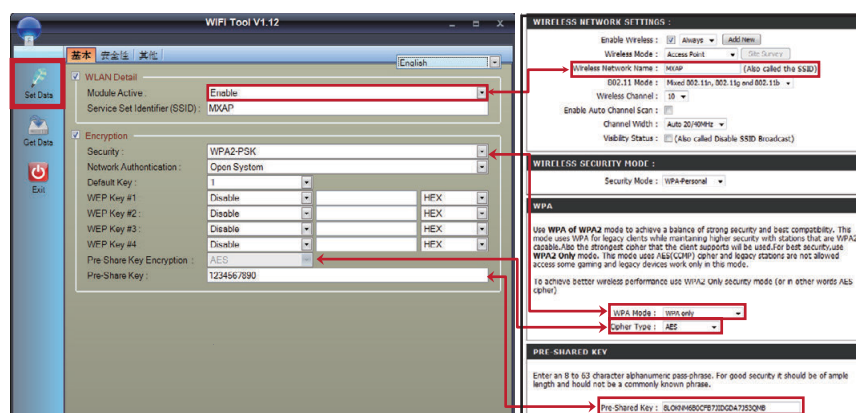 WIFI Tool V1.12
基本 安全性 其他
English
Set Data
Get Data
Exit
WLAN Detail
Module Active : Enable
Service Set Identifier (SSID) : MXAP
Encryption
Security : WPA2-PSK
Network Authontication : Open System
Default Key : 1
WEP Key #1 Disable HEX
WEP Key #2 : Disable HEX
WEP Key #3 : Disable HEX
WEP Key #4 Disable HEX
Pre Share Key Encryption : AES
Pre-Share Key : 1234567890
WIRELESS NETWORK SETTINGS :
Enable Wireless : Always Add New
Wireless Mode : Access Point Site Survey
Wireless Network Name : MXAP (Also called the SSID)
802.11 Mode : Mixed 802.11n, 802.11g and 802.11b
Wireless Channel : 10
Enable Auto Channel Scan :
Channel Width : Auto 20/40MHz
Visibility Status : (Also called Disable SSID Broadcast)
WIRELESS SECURITY MODE :
Security Mode : WPA-Personal
WPA
Use WPA of WPA2 mode to achieve a balance of strong security and best compatbility. This
mode uses WPA for legacy clients while mantaning higher security with stations that are WPA2
capable.Also the strongest cipher that the client supports will be used.For best security,use
WPA2 Only mode. This mode uses AES(CCMP) cipher and legacy stations are not allowed
access some gaming and legacy devices work only in this mode.
To achieve better wireless performance use WPA2 Only security mode (or in other words AES
cipher)
WPA Mode : WPA only
Cipher Type : AES
PRE-SHARED KEY
Enter an 8 to 63 character alphanumeric pass-phrase. For good security it should be of ample
length and hould not be a commonly known phrase.
Pre-Shared Key :